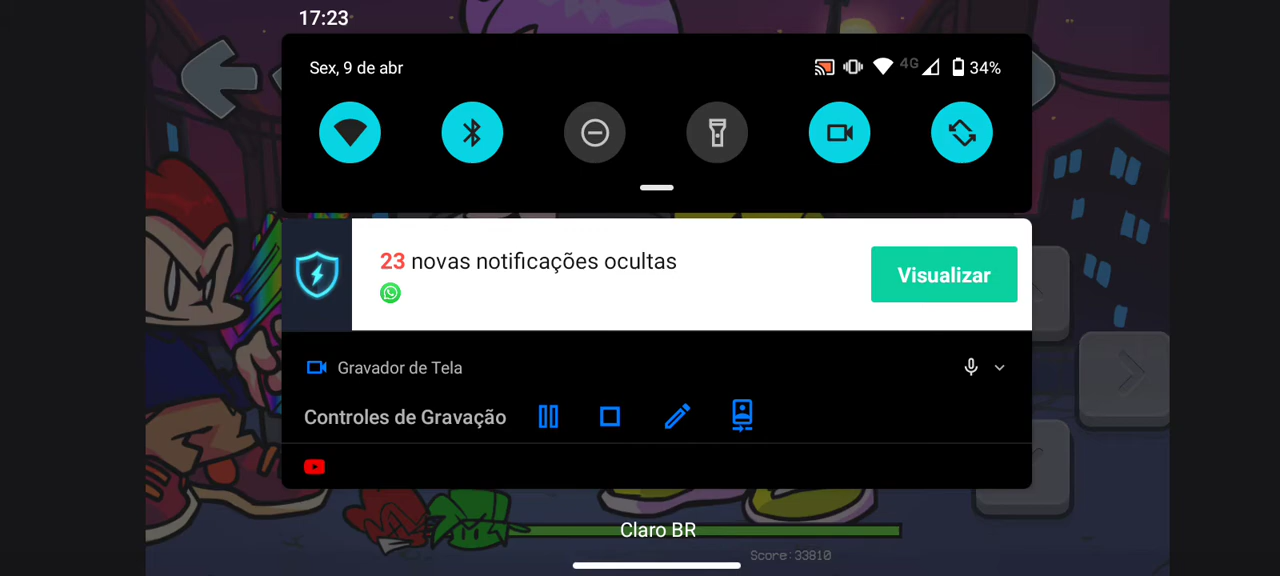 17:23
Sex, 9 de abr
4G
34%
23 novas notificações ocultas
Visualizar
Gravador de Tela
Controles de Gravação
Claro BR
Score: 33810